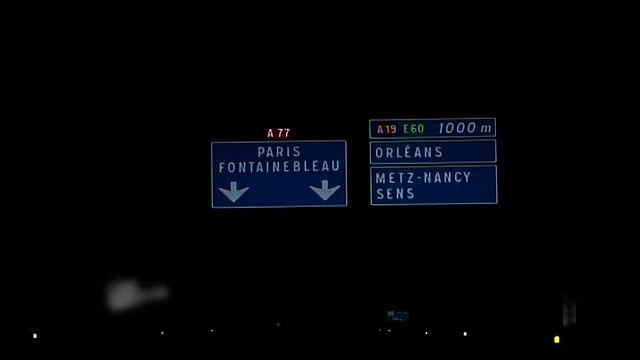 A 77
PARIS
FONTAINEBLEAU
A19 E60 1000 m
ORLÉANS
METZ-NANCY
SENS